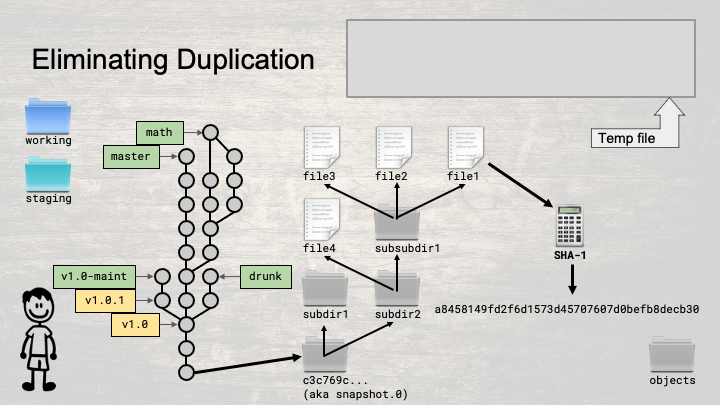 Eliminating Duplication
working
staging
math
master
v1.0-maint
v1.0.1
v1.0
drunk
file3
file2
file1
file4
subsubdir1
subdir1
subdir2
c3c769c...
(aka snapshot.0)
Temp file
SHA-1
a8458149fd2f6d1573d45707607d0befb8decb30
objects